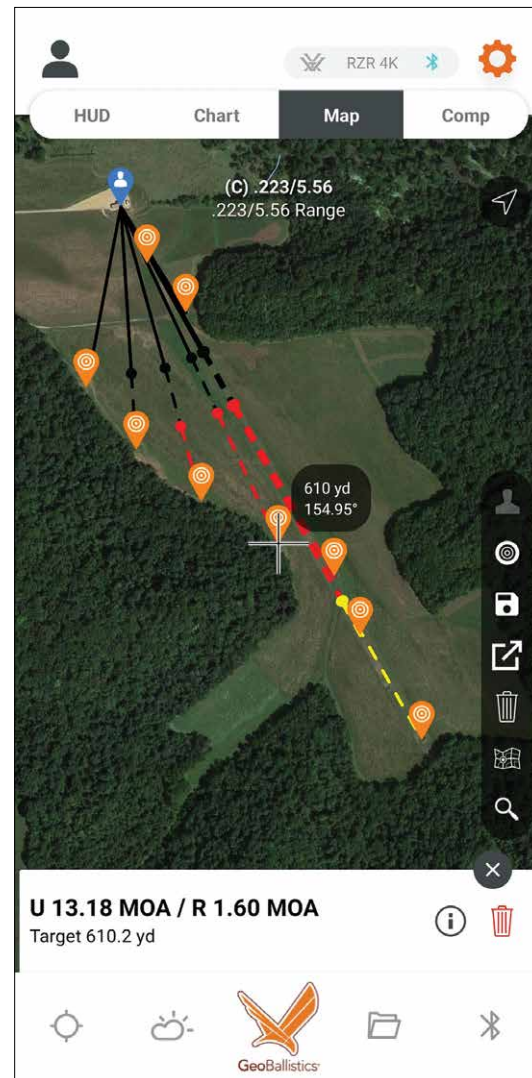 RZR 4K
HUD
Chart
Map
Comp
(C) .223/5.56
.223/5.56 Range
610 yd
154.95°
U 13.18 MOA / R 1.60 MOA
Target 610.2 yd
GeoBallistics